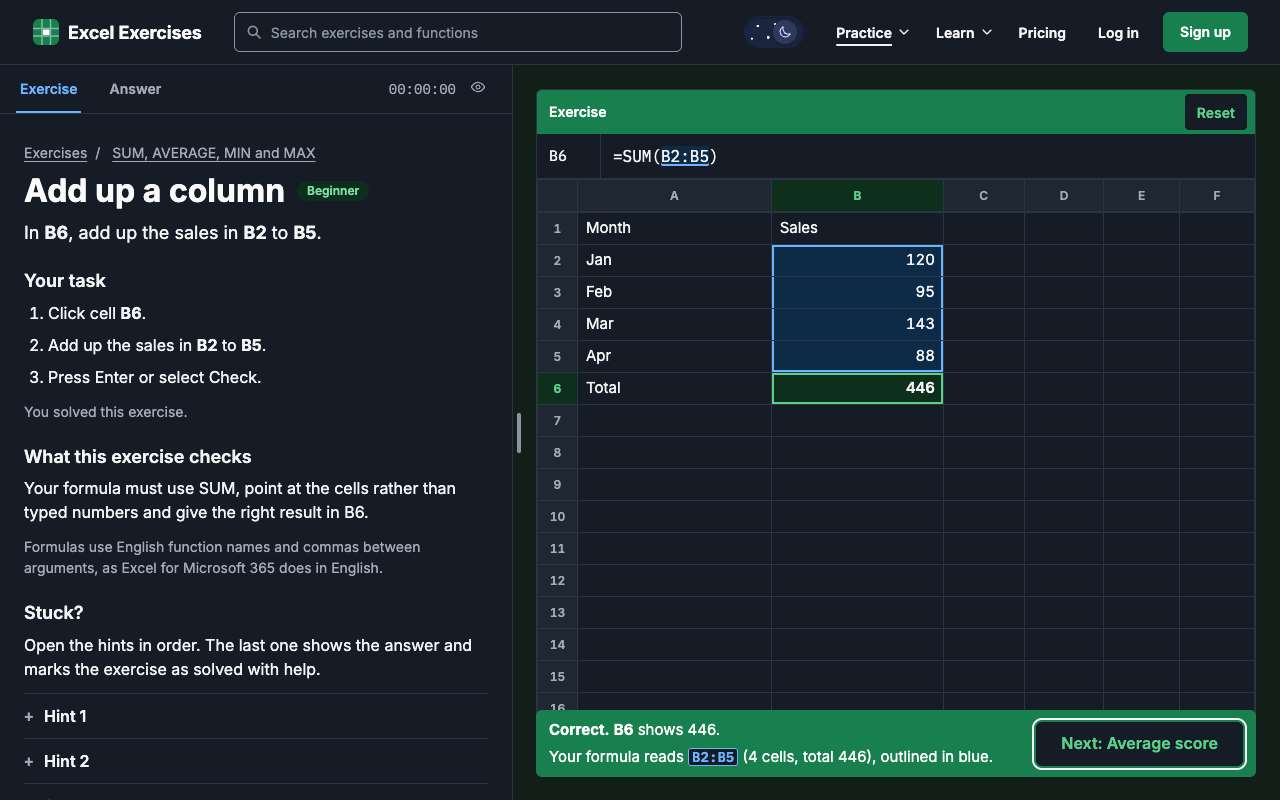 Excel Exercises
Search exercises and functions
Practice
Learn
Pricing
Log in
Sign up
Exercise
Answer
00:00:00
Exercises / SUM, AVERAGE, MIN and MAX
Add up a column Beginner
In B6, add up the sales in B2 to B5.
Your task
1. Click cell B6.
2. Add up the sales in B2 to B5.
3. Press Enter or select Check.
You solved this exercise.
What this exercise checks
Your formula must use SUM, point at the cells rather than
typed numbers and give the right result in B6.
Formulas use English function names and commas between
arguments, as Excel for Microsoft 365 does in English.
Stuck?
Open the hints in order. The last one shows the answer and
marks the exercise as solved with help.
+ Hint 1
+ Hint 2
Exercise
Reset
B6 =SUM(B2:B5)
A B C D E F
1 Month Sales
2 Jan 120
3 Feb 95
4 Mar 143
5 Apr 88
6 Total 446
7
8
9
10
11
12
13
14
15
16
Correct. B6 shows 446.
Your formula reads B2:B5 (4 cells, total 446), outlined in blue.
Next: Average score